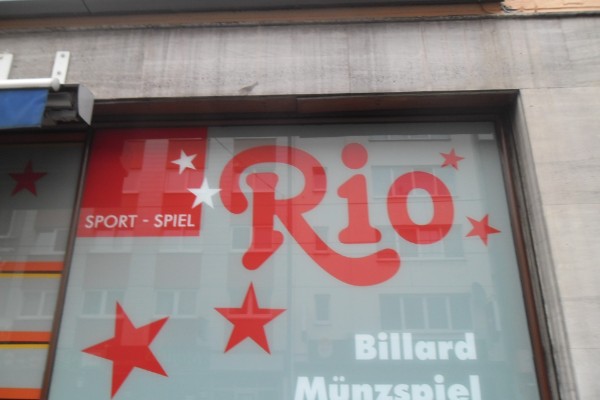 SPORT - SPIEL
Rio
Billard
Münzspiel